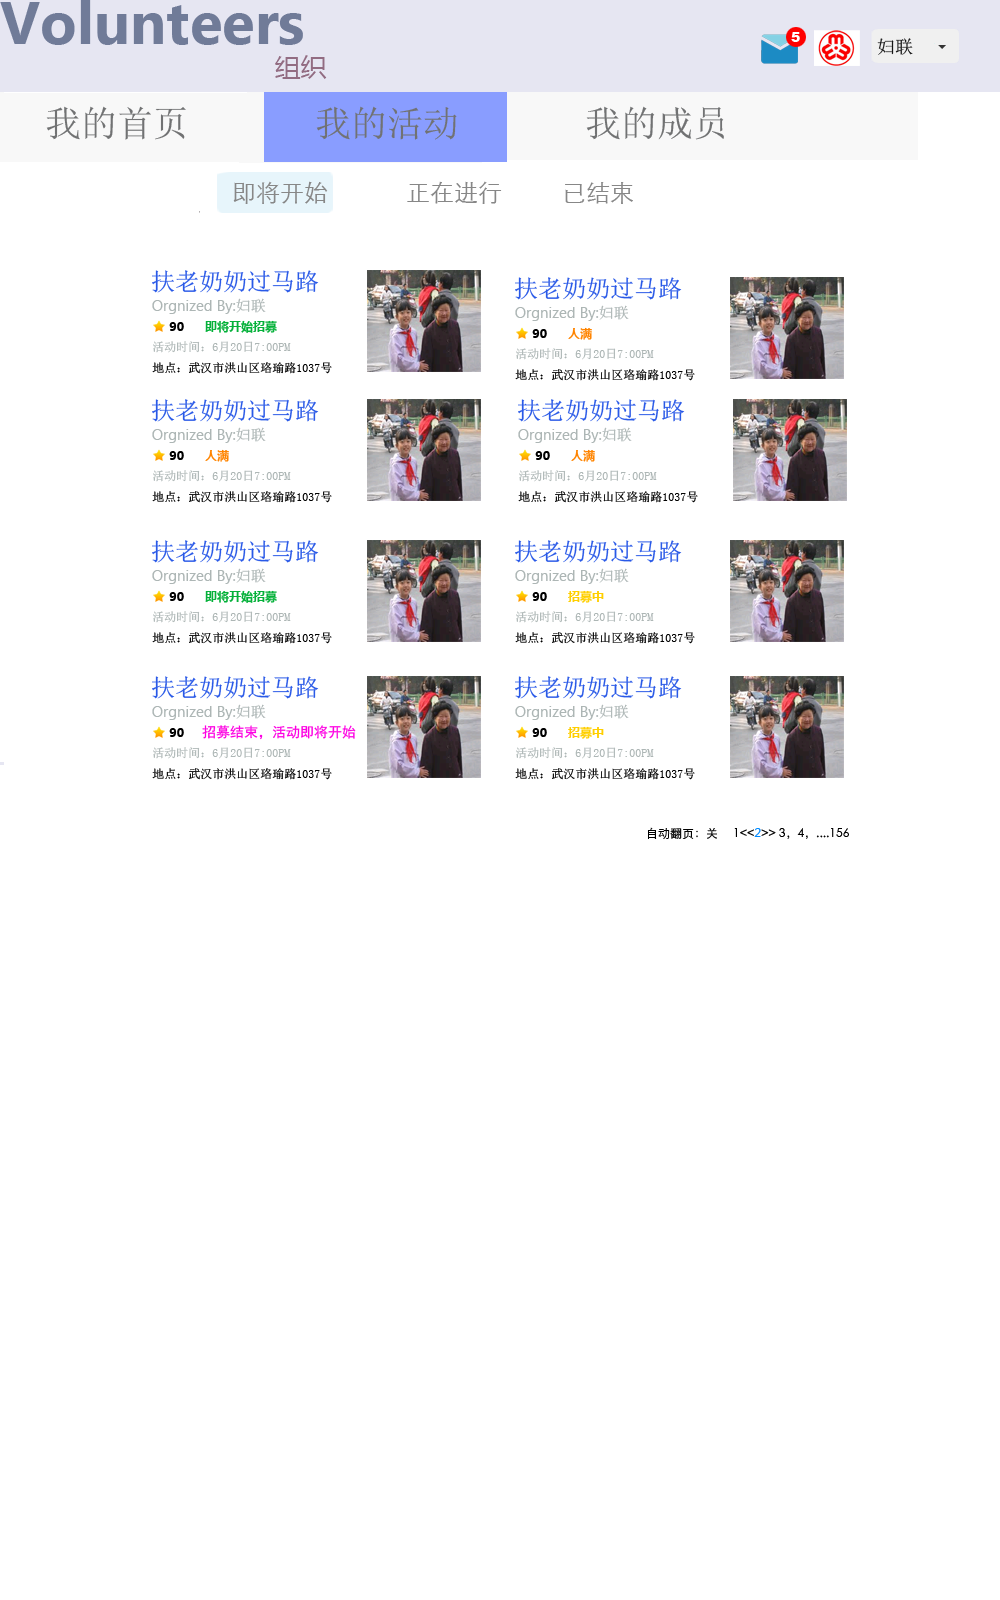 Volunteers
组织
5
妇联
我的首页 我的活动 我的成员
即将开始 正在进行 已结束
扶老奶奶过马路
Orgnized By:妇联
90 即将开始招募
活动时间：6月20日7:00PM
地点：武汉市洪山区珞瑜路1037号
扶老奶奶过马路
Orgnized By:妇联
90 人满
活动时间：6月20日7:00PM
地点：武汉市洪山区珞瑜路1037号
扶老奶奶过马路
Orgnized By:妇联
90 人满
活动时间：6月20日7:00PM
地点：武汉市洪山区珞瑜路1037号
扶老奶奶过马路
Orgnized By:妇联
90 人满
活动时间：6月20日7:00PM
地点：武汉市洪山区珞瑜路1037号
扶老奶奶过马路
Orgnized By:妇联
90 即将开始招募
活动时间：6月20日7:00PM
地点：武汉市洪山区珞瑜路1037号
扶老奶奶过马路
Orgnized By:妇联
90 招募中
活动时间：6月20日7:00PM
地点：武汉市洪山区珞瑜路1037号
扶老奶奶过马路
Orgnized By:妇联
90 招募结束，活动即将开始
活动时间：6月20日7:00PM
地点：武汉市洪山区珞瑜路1037号
扶老奶奶过马路
Orgnized By:妇联
90 招募中
活动时间：6月20日7:00PM
地点：武汉市洪山区珞瑜路1037号
自动翻页：关 1<<2>> 3，4，....156